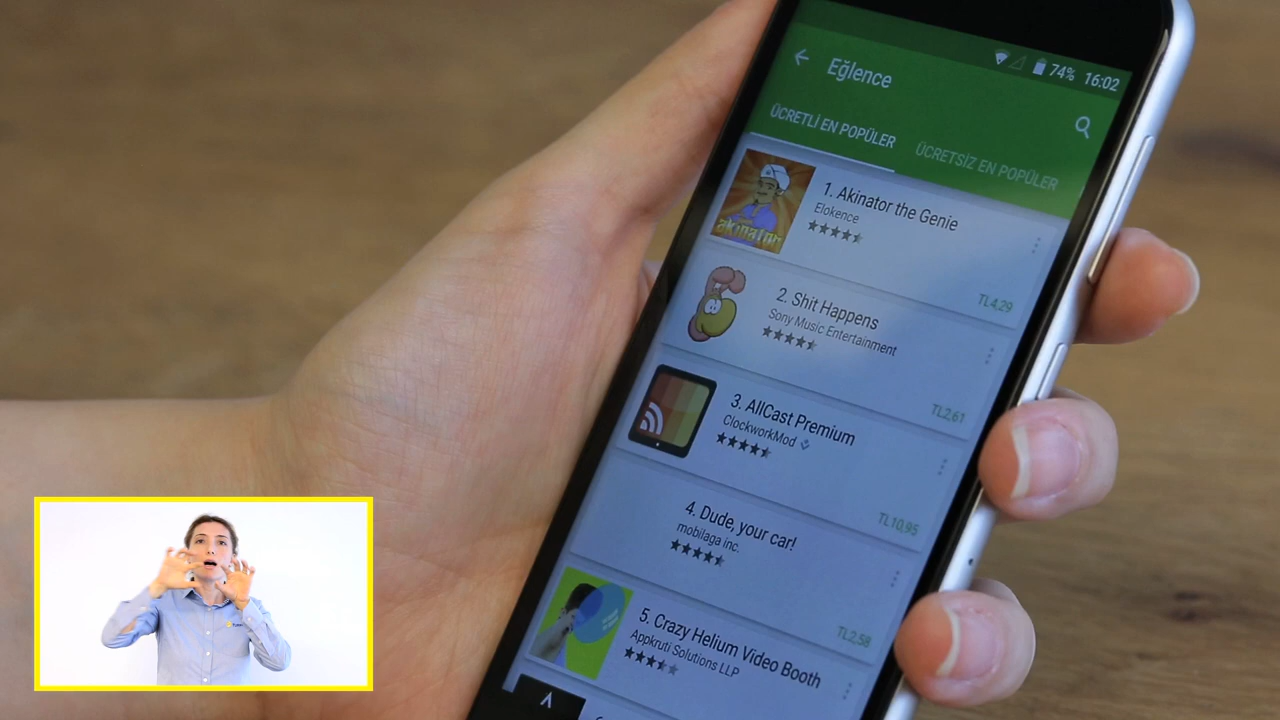 74% 16:02
Eğlence
ÜCRETLİ EN POPÜLER ÜCRETSİZ EN POPÜLER
akinator
1. Akinator the Genie
Elokence
TL4,29
2. Shit Happens
Sony Music Entertainment
TL2,61
3. AllCast Premium
ClockworkMod
TL10,95
4. Dude, your car!
mobilaga inc.
TL2,58
5. Crazy Helium Video Booth
Appkruti Solutions LLP